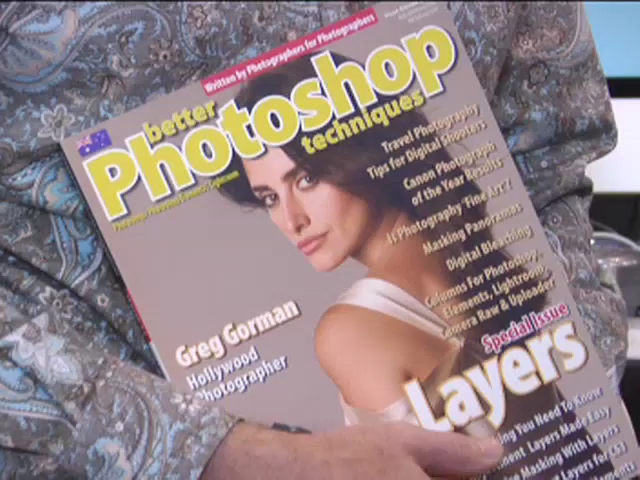 Written by Photographers for Photographers
better
Photoshop
techniques
Travel Photography
Tips for Digital Shooters
Canon Photograph
of the Year Results
Is Photography 'Fine Art'?
Masking Panoramas
Digital Bleaching
Columns For Photoshop,
Elements, Lightroom,
Camera Raw & Uploader
Greg Gorman
Hollywood
Photographer
Special Issue
Layers
You Need To Know
Layers Made Easy
Masking With Layers
Layers for CS3